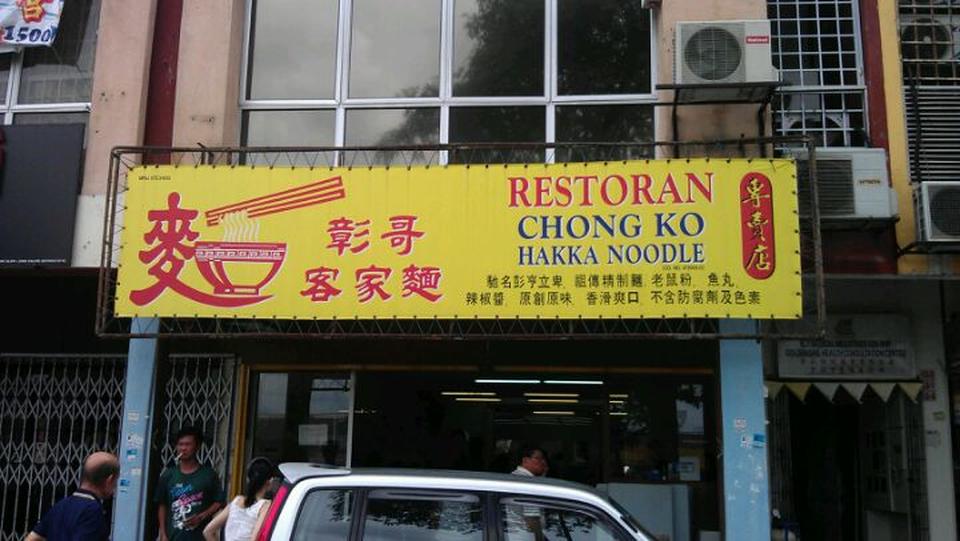 1500
麥
彰哥
客家麵
RESTORAN
CHONG KO
HAKKA NOODLE
馳名彭亨立卑, 祖傳精制麵, 老鼠粉, 魚丸,
辣椒醬, 原創原味, 香滑爽口, 不含防腐劑及色素
專賣店
National